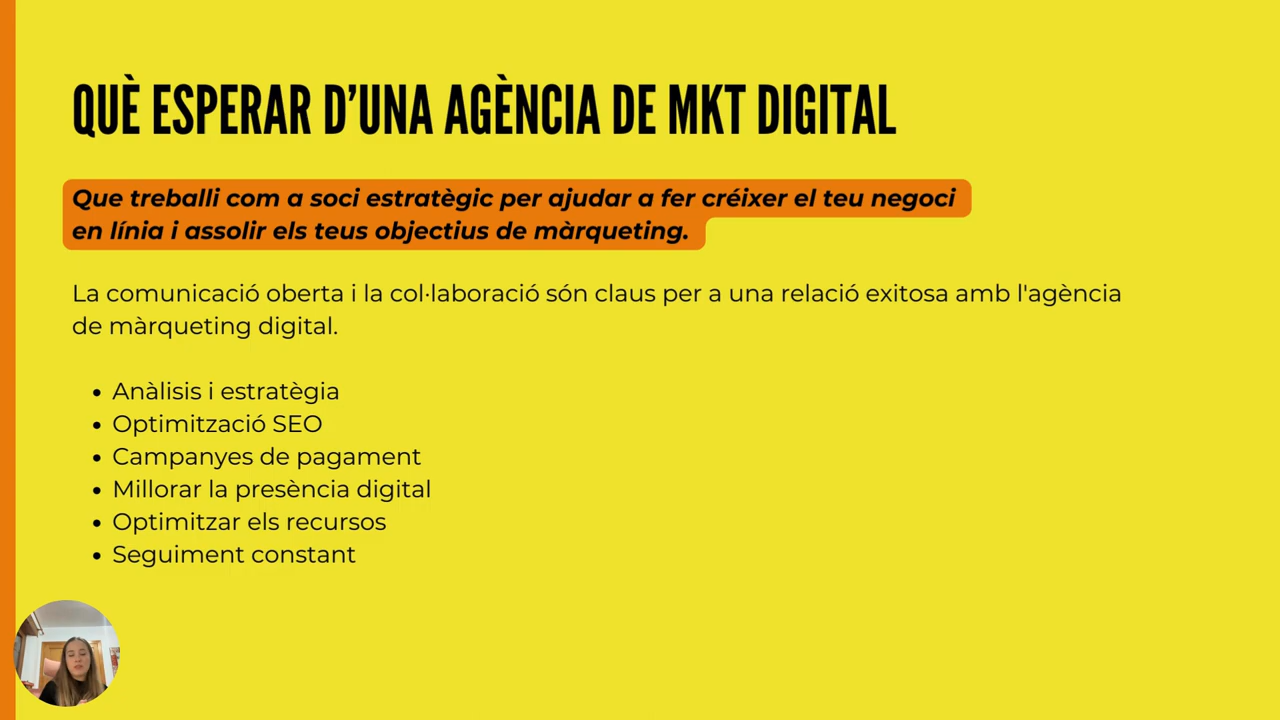 QUÈ ESPERAR D’UNA AGÈNCIA DE MKT DIGITAL
Que treballi com a soci estratègic per ajudar a fer créixer el teu negoci
en línia i assolir els teus objectius de màrqueting.
La comunicació oberta i la col·laboració són claus per a una relació exitosa amb l'agència
de màrqueting digital.
• Anàlisis i estratègia
• Optimització SEO
• Campanyes de pagament
• Millorar la presència digital
• Optimitzar els recursos
• Seguiment constant